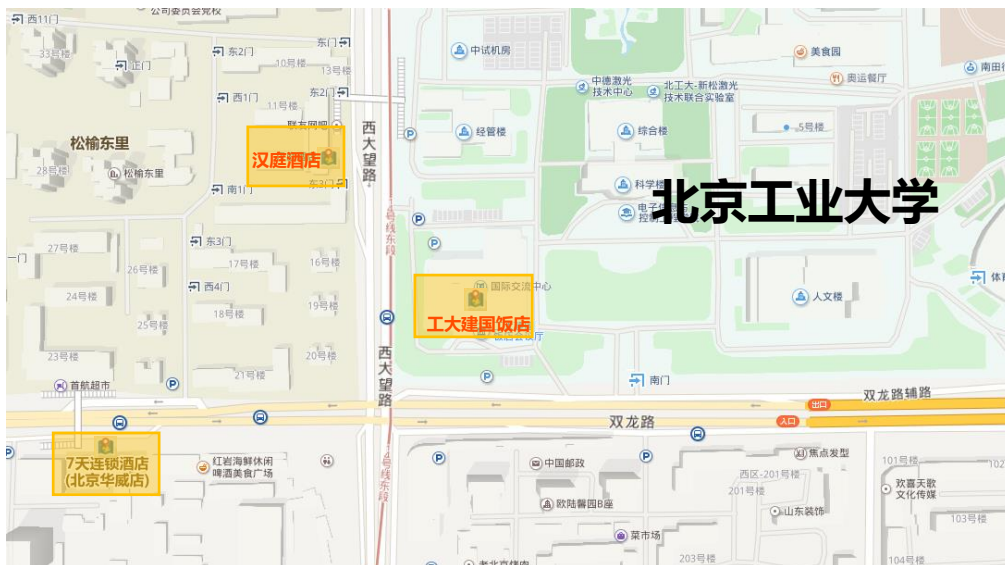 公司委员会党校
西11门
33号楼
正门
东2门
东门
10号楼
13号楼
西1门
东2门
11号楼
联友网吧
松榆东里
汉庭酒店
28号楼
松榆东里
南1门
东3门
西大望路
27号楼
东3门
17号楼
16号楼
一门
26号楼
西4门
24号楼
18号楼
19号楼
25号楼
23号楼
20号楼
21号楼
首航超市
中试机房
美食园
南田
中德激光
技术中心
北工大-新松激光
技术联合实验室
奥运餐厅
经管楼
综合楼
5号楼
科学楼
北京工业大学
国际交流中心
工大建国饭店
人文楼
体育
西大望路
南门
双龙路辅路
出口
双龙路
入口
7天连锁酒店
(北京华威店)
红岩海鲜休闲
啤酒美食广场
中国邮政
焦点发型
101号楼
102
西区-201号楼
201号楼
欢喜天歌
文化传媒
欧陆馨园B座
山东装饰
103号楼
菜市场
203号楼
104号楼